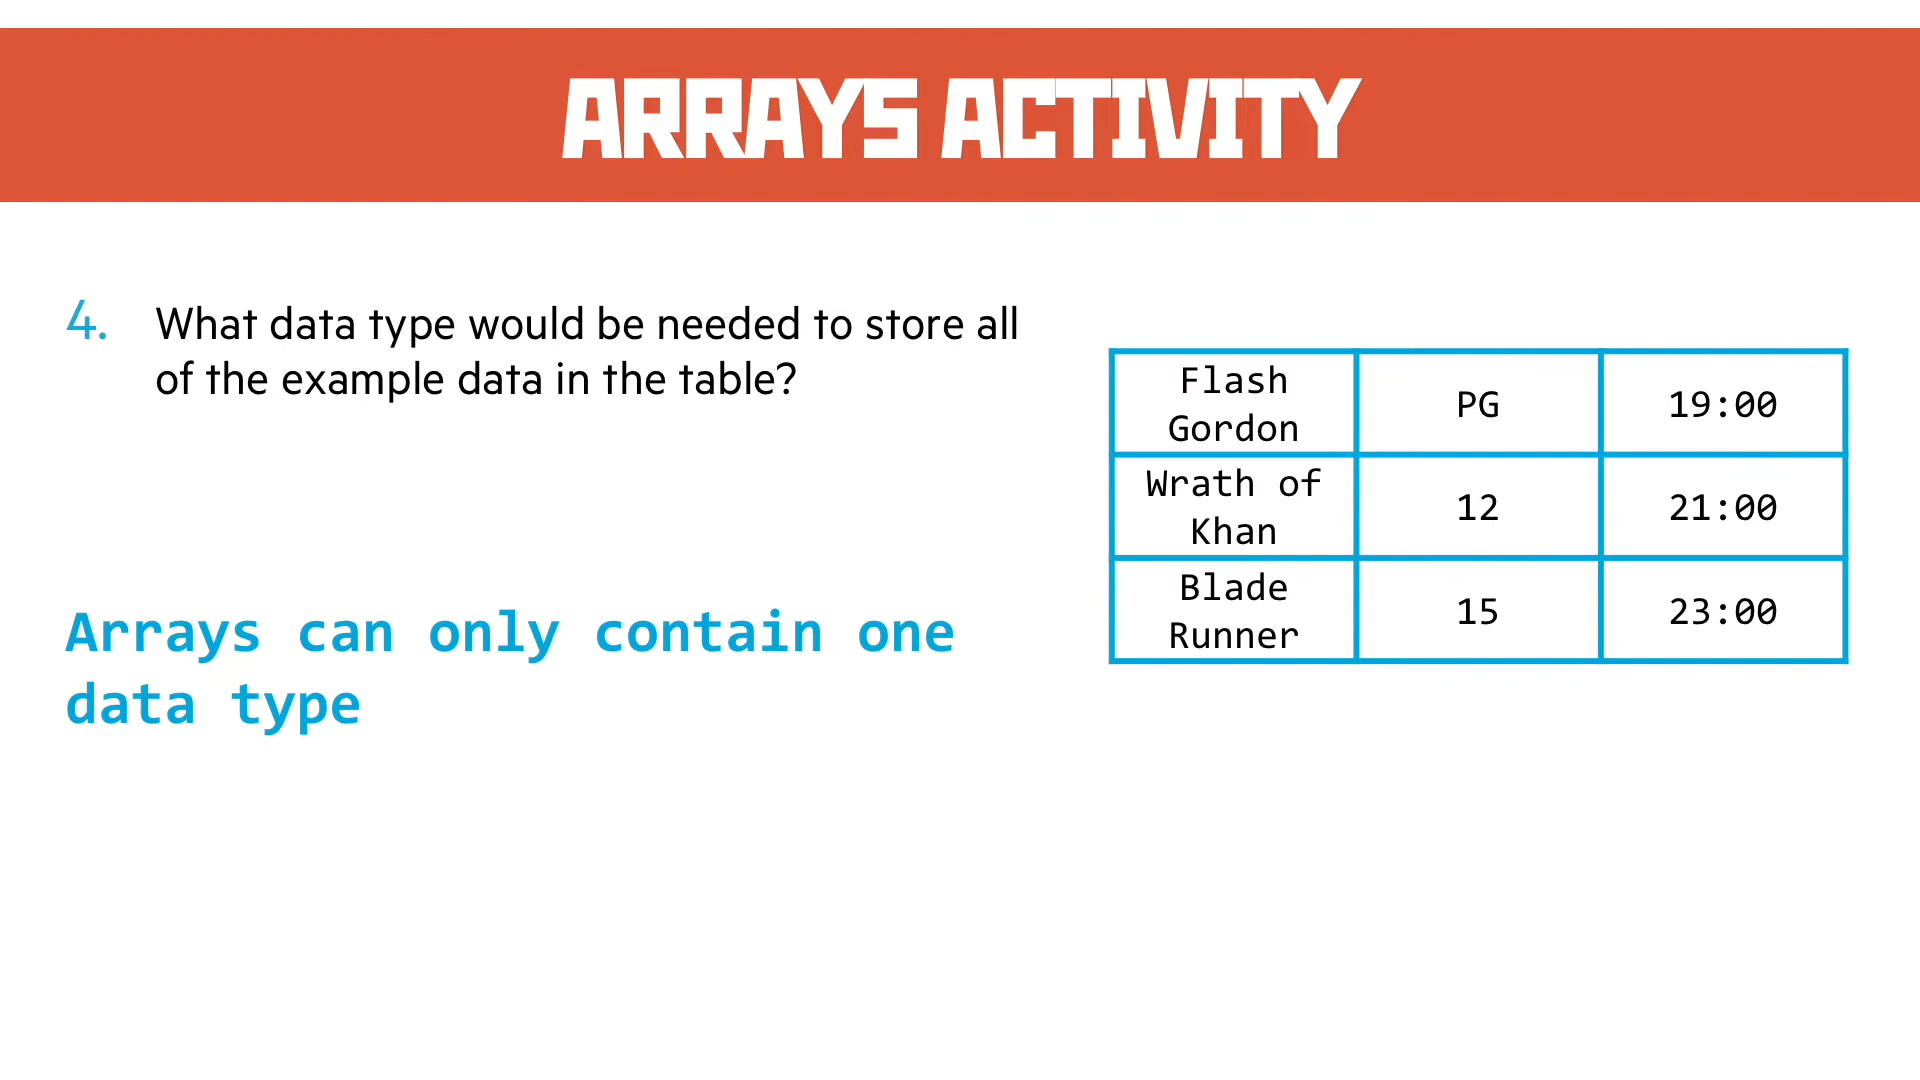 ARRAYS ACTIVITY
4. What data type would be needed to store all
of the example data in the table?
Arrays can only contain one
data type
Flash
Gordon
PG
19:00
Wrath of
Khan
12
21:00
Blade
Runner
15
23:00